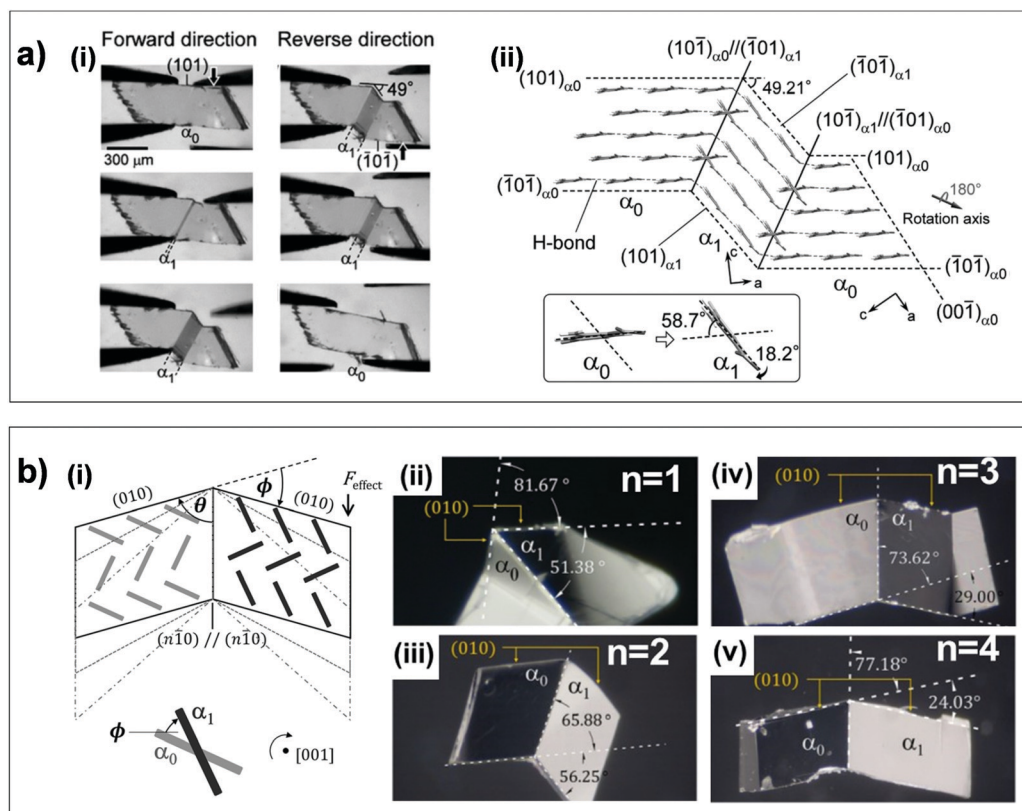 a)
(i)
Forward direction
Reverse direction
(101)
α0
300 μm
49°
α1
(1̄01̄)
α1
α1
α1
α0
(ii)
(101̄)α0//(1̄01)α1
(1̄01̄)α1
49.21°
(101)α0
(101̄)α1//(1̄01)α0
(101)α0
180°
Rotation axis
(1̄01̄)α0
α0
H-bond
(101)α1
α1
c
a
α0
(1̄01̄)α0
c
a
(001̄)α0
58.7°
18.2°
α0
α1
b)
(i)
(010)
θ
ϕ
(010)
Feffect
(n1̄0) // (n1̄0)
ϕ
α1
α0
[001]
(ii)
n=1
81.67°
(010)
α1
α0
51.38°
(iii)
n=2
(010)
α0
α1
65.88°
56.25°
(iv)
n=3
(010)
α0
α1
73.62°
29.00°
(v)
n=4
77.18°
(010)
24.03°
α0
α1